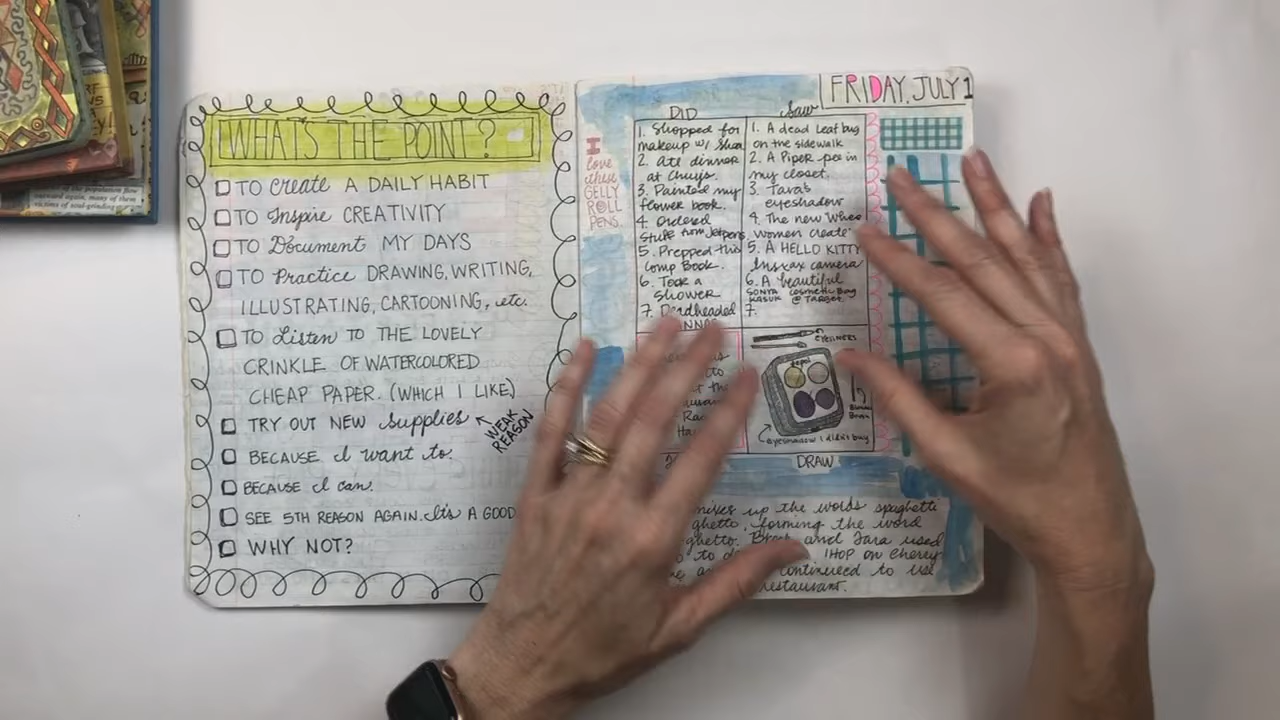 WHAT'S THE POINT?
TO Create A DAILY HABIT
TO Inspire CREATIVITY
TO Document MY DAYS
TO Practice DRAWING, WRITING,
ILLUSTRATING, CARTOONING, etc.
TO Listen TO THE LOVELY
CRINKLE OF WATERCOLORED
CHEAP PAPER. (WHICH I LIKE)
TRY OUT NEW Supplies
WEAK
REASON
BECAUSE I want to.
BECAUSE I can.
SEE 5TH REASON AGAIN. It's A GOOD
WHY NOT?
FRIDAY, JULY 1
I
love
these
GELLY
ROLL
PENS.
DID
1. Shopped for
makeup w/
2. Ate dinner
at Chuys.
3. Painted my
flower book.
4. Ordered
Stuff from Jetpens
5. Prepped this
Comp Book.
6. Took a
SHOWER
7. Deadheaded
Saw
1. A dead leaf bug
on the sidewalk
2. A Piper pee in
my closet.
3. Tara's
eyeshadow
4. The new
women create
5. A HELLO KITTY
Instax camera
6. A beautiful
SONYA COSMETIC Bag
KASUK @ TARGET
7.
EYELINERS
eyeshadow I didn't buy
DRAW
mixes up the words spaghetti
ghetto, forming the word
ghetto. and Tara used
to IHOP on Cherry
continued to use
restaurant.